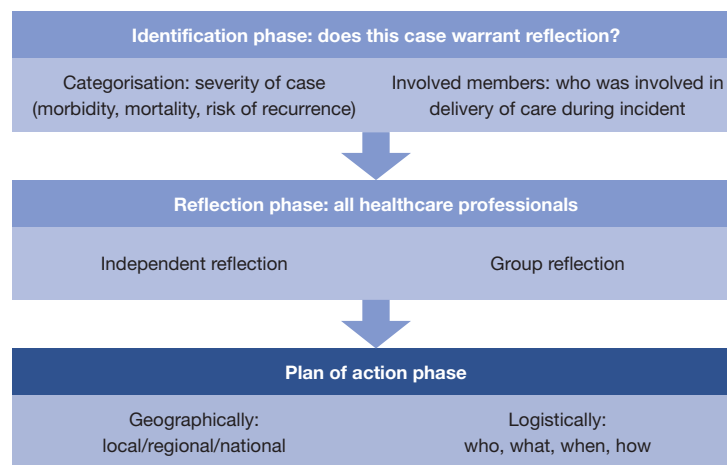 Identification phase: does this case warrant reflection?
Categorisation: severity of case
(morbidity, mortality, risk of recurrence)
Involved members: who was involved in
delivery of care during incident
Reflection phase: all healthcare professionals
Independent reflection
Group reflection
Plan of action phase
Geographically:
local/regional/national
Logistically:
who, what, when, how